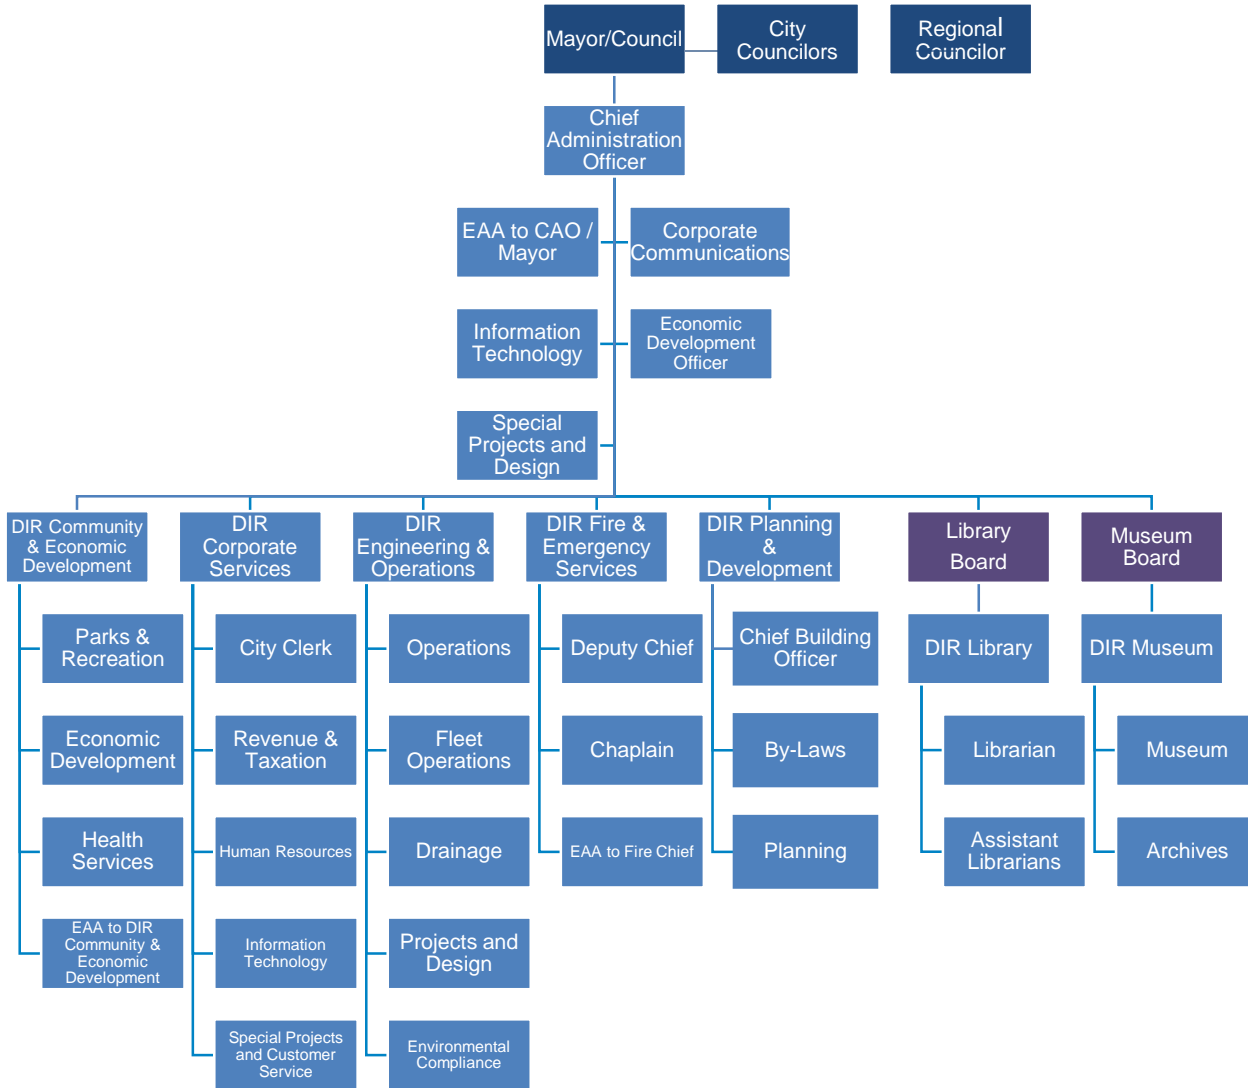 Mayor/Council
City
Councilors
Regional
Councilor
Chief
Administration
Officer
EAA to CAO /
Mayor
Corporate
Communications
Information
Technology
Economic
Development
Officer
Special
Projects and
Design
DIR Community
& Economic
Development
DIR
Corporate
Services
DIR
Engineering &
Operations
DIR Fire &
Emergency
Services
DIR Planning
&
Development
Library
Board
Museum
Board
Parks &
Recreation
City Clerk
Operations
Deputy Chief
Chief Building
Officer
DIR Library
DIR Museum
Economic
Development
Revenue &
Taxation
Fleet
Operations
Chaplain
By-Laws
Librarian
Museum
Health
Services
Human Resources
Drainage
EAA to Fire Chief
Planning
Assistant
Librarians
Archives
EAA to DIR
Community &
Economic
Development
Information
Technology
Projects and
Design
Special Projects
and Customer
Service
Environmental
Compliance